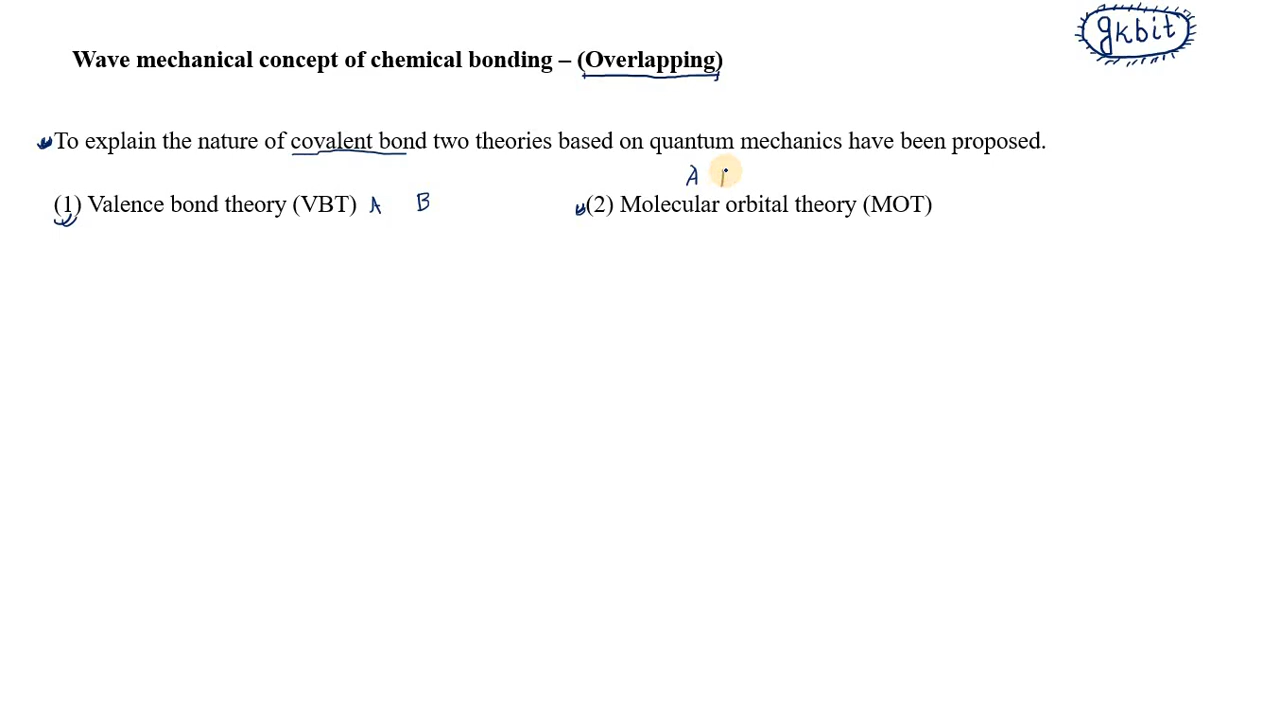 gkbit
Wave mechanical concept of chemical bonding – (Overlapping)
To explain the nature of covalent bond two theories based on quantum mechanics have been proposed.
A
(1) Valence bond theory (VBT) A B (2) Molecular orbital theory (MOT)